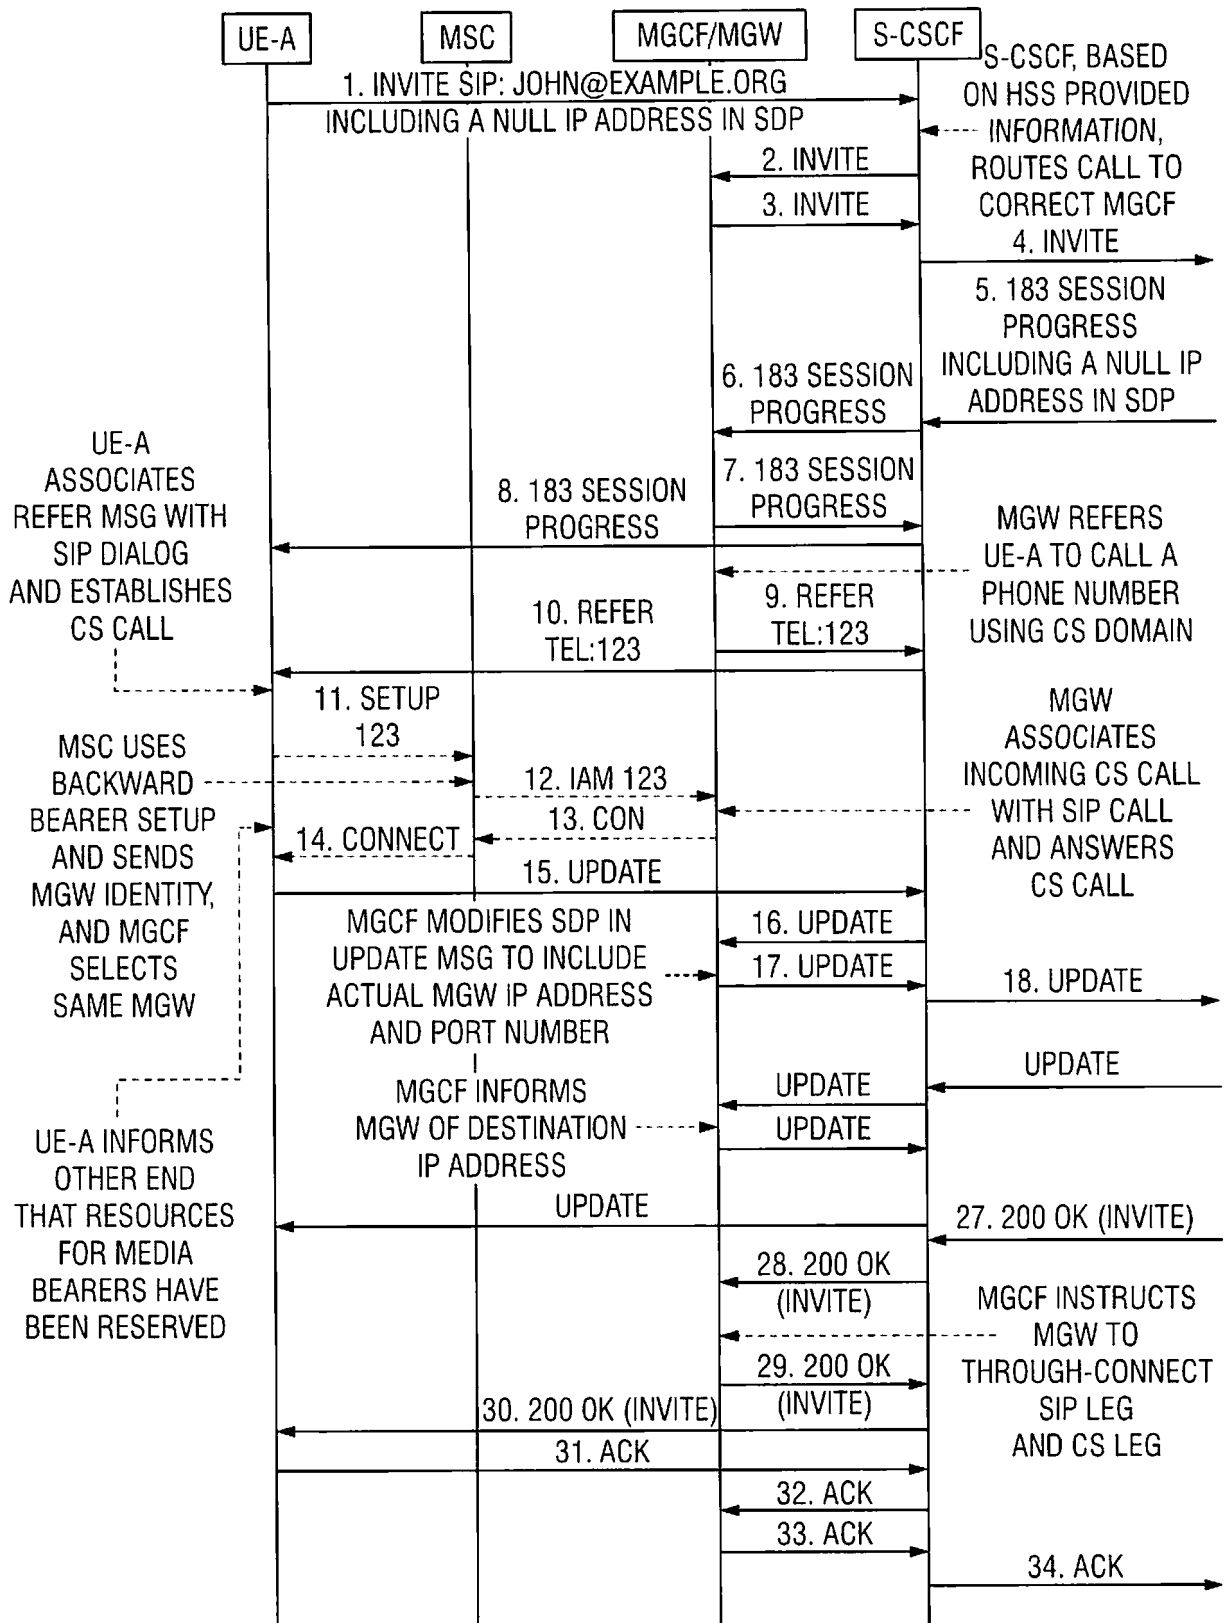 UE-A
MSC
MGCF/MGW
S-CSCF
1. INVITE SIP: JOHN@EXAMPLE.ORG
INCLUDING A NULL IP ADDRESS IN SDP
S-CSCF, BASED
ON HSS PROVIDED
INFORMATION,
ROUTES CALL TO
CORRECT MGCF
2. INVITE
3. INVITE
4. INVITE
5. 183 SESSION
PROGRESS
INCLUDING A NULL IP
ADDRESS IN SDP
6. 183 SESSION
PROGRESS
7. 183 SESSION
PROGRESS
8. 183 SESSION
PROGRESS
UE-A
ASSOCIATES
REFER MSG WITH
SIP DIALOG
AND ESTABLISHES
CS CALL
MGW REFERS
UE-A TO CALL A
PHONE NUMBER
USING CS DOMAIN
9. REFER
TEL:123
10. REFER
TEL:123
11. SETUP
123
MSC USES
BACKWARD
BEARER SETUP
AND SENDS
MGW IDENTITY,
AND MGCF
SELECTS
SAME MGW
12. IAM 123
MGW
ASSOCIATES
INCOMING CS CALL
WITH SIP CALL
AND ANSWERS
CS CALL
13. CON
14. CONNECT
15. UPDATE
16. UPDATE
MGCF MODIFIES SDP IN
UPDATE MSG TO INCLUDE
ACTUAL MGW IP ADDRESS
AND PORT NUMBER
17. UPDATE
18. UPDATE
UPDATE
UPDATE
MGCF INFORMS
MGW OF DESTINATION
IP ADDRESS
UPDATE
UE-A INFORMS
OTHER END
THAT RESOURCES
FOR MEDIA
BEARERS HAVE
BEEN RESERVED
UPDATE
27. 200 OK (INVITE)
28. 200 OK
(INVITE)
MGCF INSTRUCTS
MGW TO
THROUGH-CONNECT
SIP LEG
AND CS LEG
29. 200 OK
(INVITE)
30. 200 OK (INVITE)
31. ACK
32. ACK
33. ACK
34. ACK